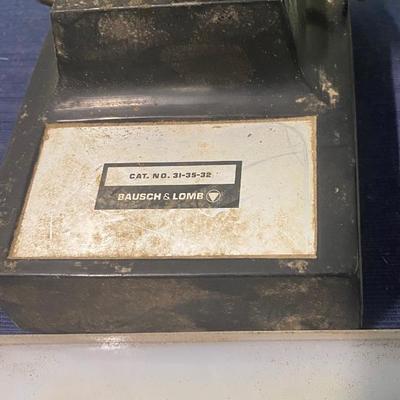 CAT. NO. 31-35-32
BAUSCH & LOMB